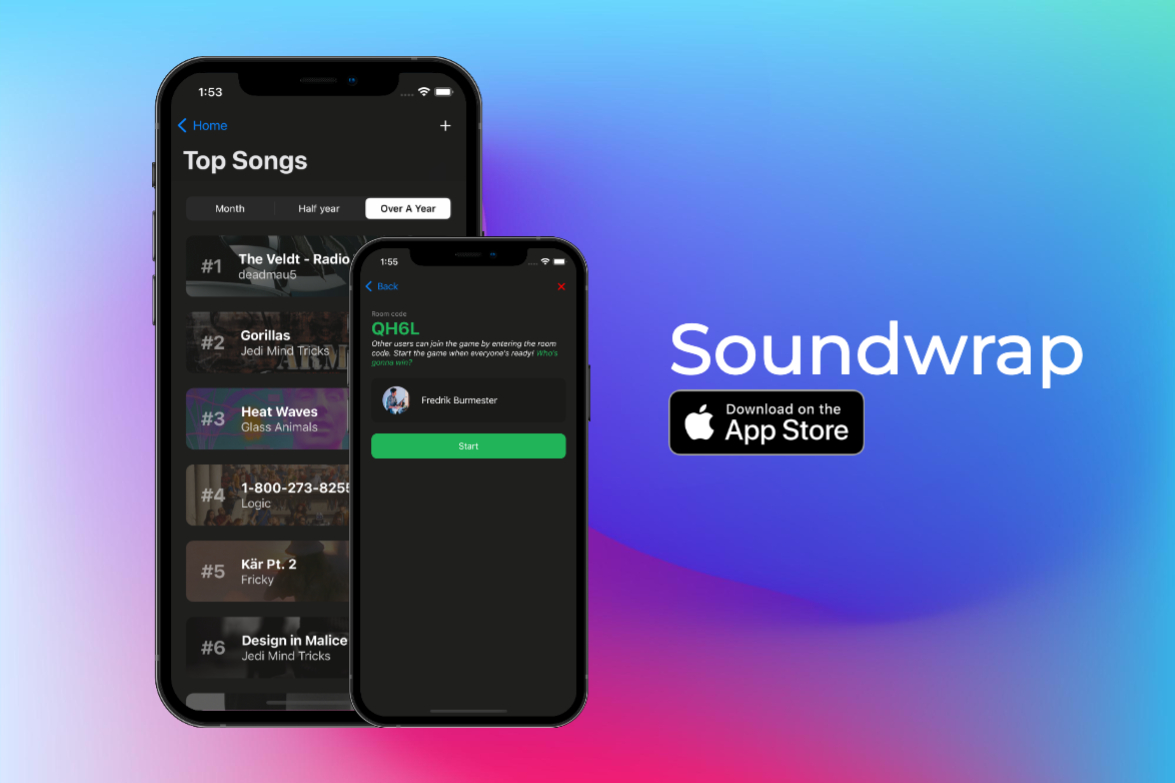 1:53
Home
+
Top Songs
Month Half year Over A Year
#1 The Veldt - Radio
deadmau5
#2 Gorillas
Jedi Mind Tricks
ARM
#3 Heat Waves
Glass Animals
#4 1-800-273-8255
Logic
#5 Kär Pt. 2
Fricky
#6 Design in Malice
Jedi Mind Tricks
1:55
Back
Room code
QH6L
Other users can join the game by entering the room
code. Start the game when everyone's ready! Who's
gonna win?
Fredrik Burmester
Start
Soundwrap
Download on the
App Store